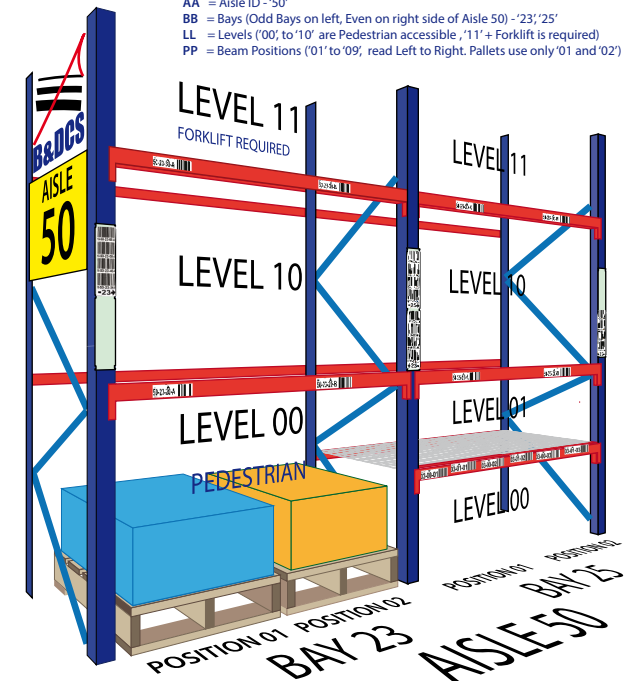 AA = Aisle ID - '50'
BB = Bays (Odd Bays on left, Even on right side of Aisle 50) - '23', '25'
LL = Levels ('00', to '10' are Pedestrian accessible , '11' + Forklift is required)
PP = Beam Positions ('01' to '09', read Left to Right. Pallets use only '01 and '02')
LEVEL 11
FORKLIFT REQUIRED
LEVEL 11
B&DCS
AISLE
50
LEVEL 10
LEVEL 10
LEVEL 00
LEVEL 01
PEDESTRIAN
LEVEL 00
POSITION 01
POSITION 02
BAY 23
POSITION 01
POSITION 02
BAY 25
AISLE 50